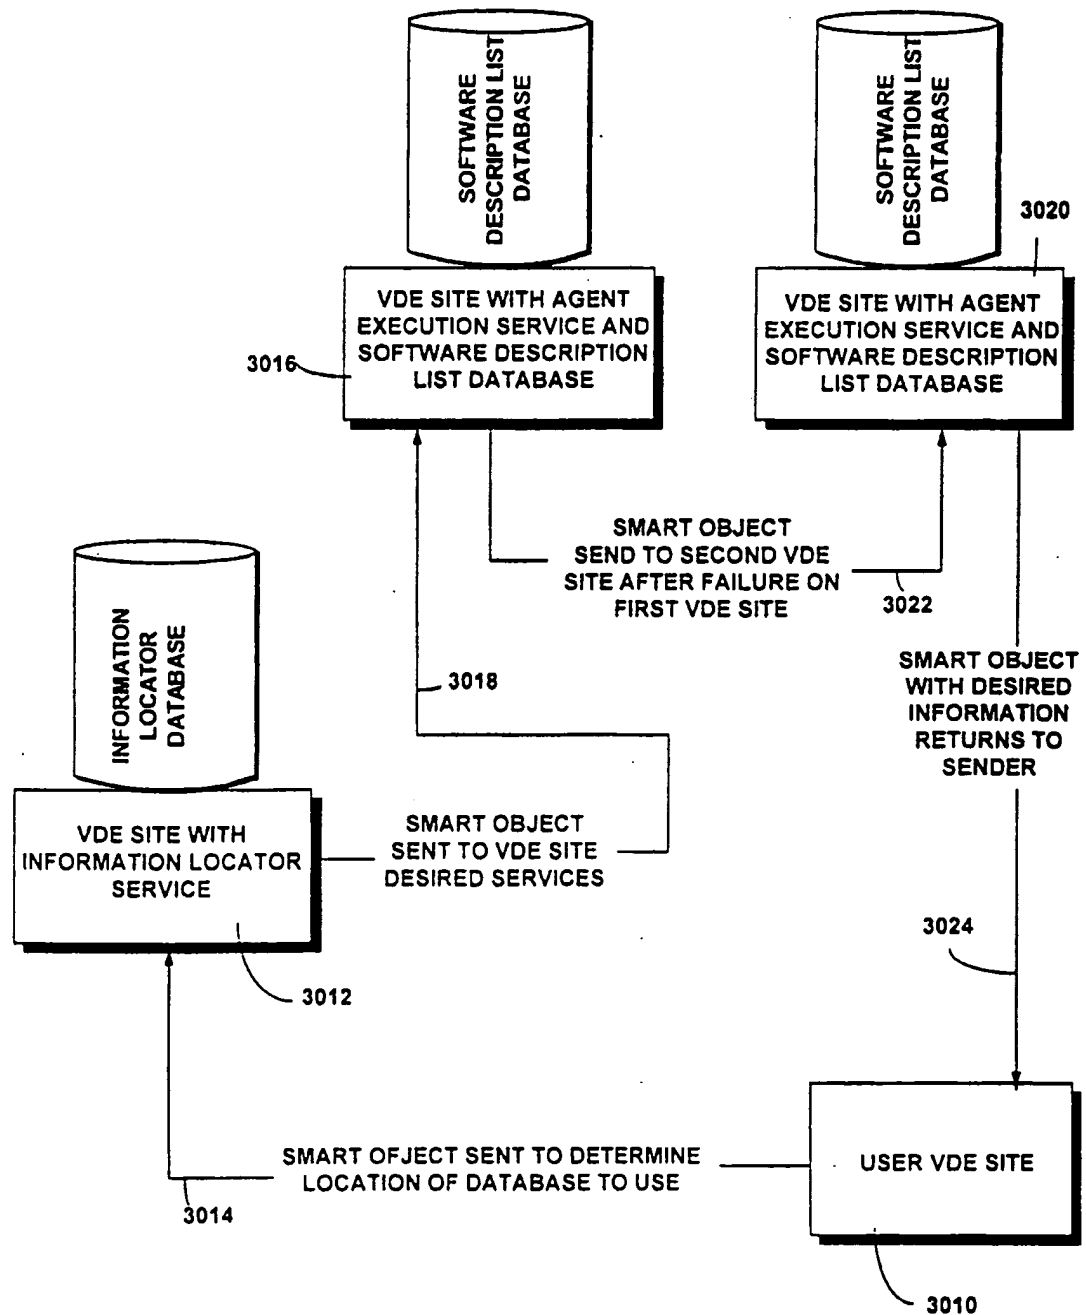 SOFTWARE
DESCRIPTION LIST
DATABASE
SOFTWARE
DESCRIPTION LIST
DATABASE
3020
VDE SITE WITH AGENT
EXECUTION SERVICE AND
SOFTWARE DESCRIPTION
LIST DATABASE
3016
VDE SITE WITH AGENT
EXECUTION SERVICE AND
SOFTWARE DESCRIPTION
LIST DATABASE
SMART OBJECT
SEND TO SECOND VDE
SITE AFTER FAILURE ON
FIRST VDE SITE
3022
INFORMATION
LOCATOR
DATABASE
3018
SMART OBJECT
WITH DESIRED
INFORMATION
RETURNS TO
SENDER
VDE SITE WITH
INFORMATION LOCATOR
SERVICE
SMART OBJECT
SENT TO VDE SITE
DESIRED SERVICES
3012
3024
SMART OFJECT SENT TO DETERMINE
LOCATION OF DATABASE TO USE
3014
USER VDE SITE
3010